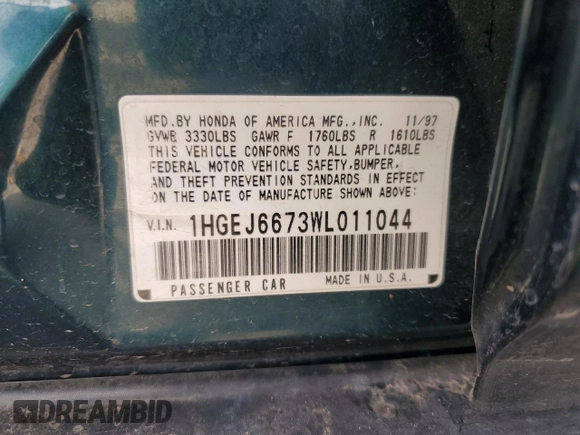 MFD.BY HONDA OF AMERICA MFG.,INC. 11/97
GVWR 3330LBS GAWR F 1760LBS R 1610LBS
THIS VEHICLE CONFORMS TO ALL APPLICABLE
FEDERAL MOTOR VEHICLE SAFETY,BUMPER,
AND THEFT PREVENTION STANDARDS IN EFFECT
ON THE DATE OF MANUFACTURE SHOWN ABOVE:
V.I.N. 1HGEJ6673WL011044
PASSENGER CAR MADE IN U.S.A.
DREAMBID